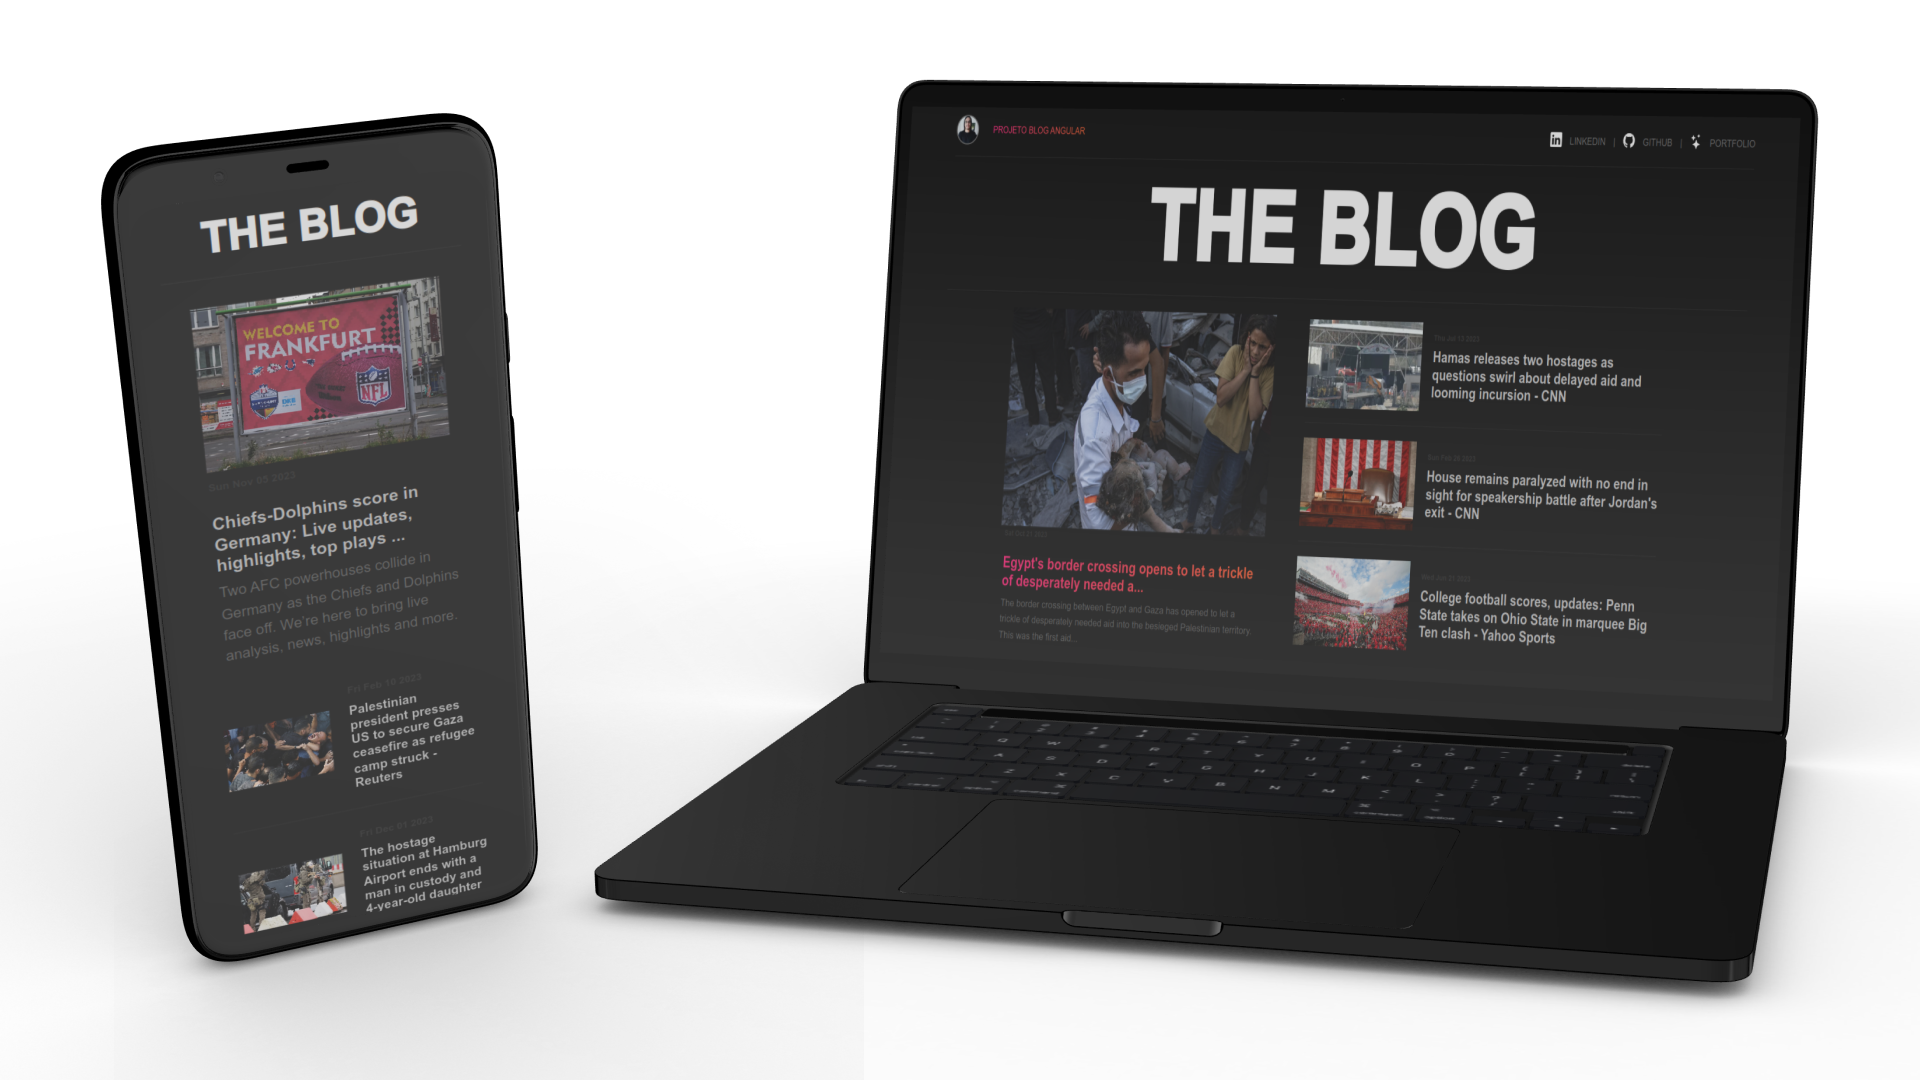 THE BLOG
WELCOME TO
FRANKFURT
NFL
Sun Nov 05 2023
Chiefs-Dolphins score in
Germany: Live updates,
highlights, top plays ...
Two AFC powerhouses collide in
Germany as the Chiefs and Dolphins
face off. We're here to bring live
analysis, news, highlights and more.
Fri Feb 10 2023
Palestinian
president presses
US to secure Gaza
ceasefire as refugee
camp struck -
Reuters
Fri Dec 01 2023
The hostage
situation at Hamburg
Airport ends with a
man in custody and
4-year-old daughter
PROJETO BLOG ANGULAR
in LINKEDIN | GITHUB | PORTFOLIO
THE BLOG
Egypt's border crossing opens to let a trickle
of desperately needed a...
The border crossing between Egypt and Gaza has opened to let a
trickle of desperately needed aid into the besieged Palestinian territory.
This was the first aid...
Hamas releases two hostages as
questions swirl about delayed aid and
looming incursion - CNN
House remains paralyzed with no end in
sight for speakership battle after Jordan's
exit - CNN
College football scores, updates: Penn
State takes on Ohio State in marquee Big
Ten clash - Yahoo Sports
Q W E R T Y U I O P
A S D F G H J K L
Z X C V B N M